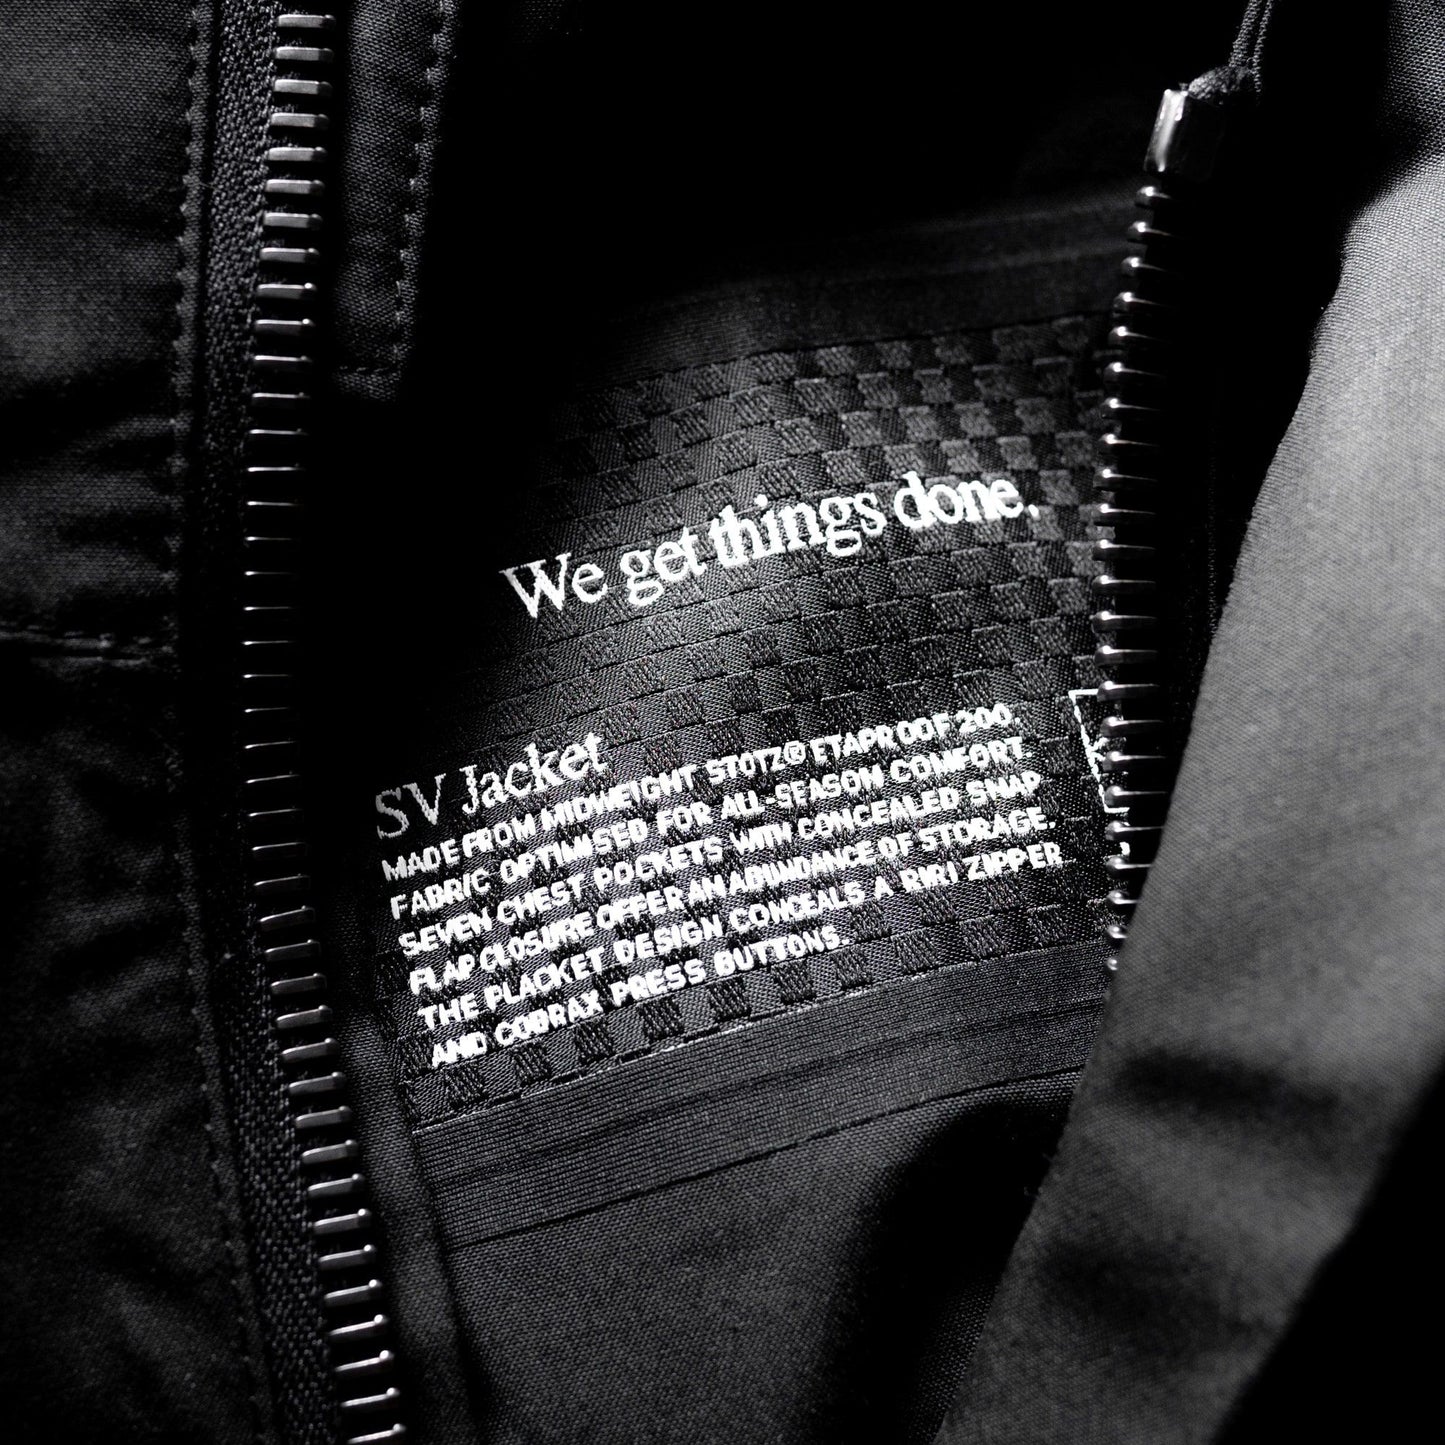 We get things done.
SV Jacket
MADE FROM MIDWEIGHT STOTZ® ETAPROOF 200
FABRIC OPTIMISED FOR ALL-SEASON COMFORT.
SEVEN CHEST POCKETS WITH CONCEALED SNAP
FLAP CLOSURE OFFER AN ABUNDANCE OF STORAGE.
THE PLACKET DESIGN CONCEALS A RIRI ZIPPER
AND COBRAX PRESS BUTTONS.